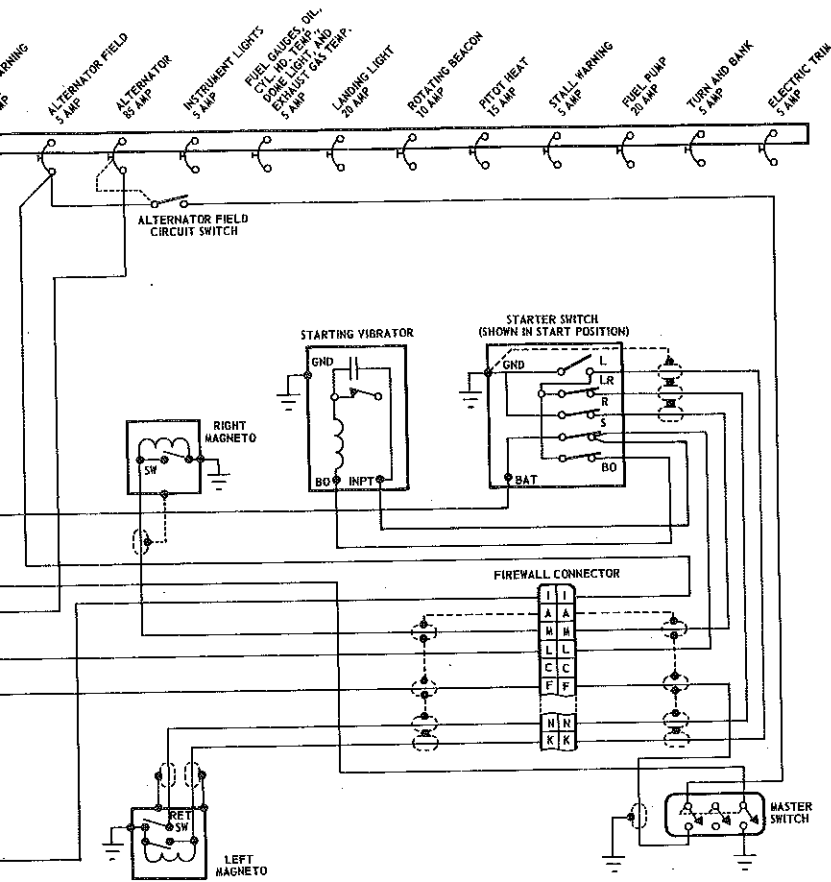 ALTERNATOR FIELD
5 AMP
ALTERNATOR
85 AMP
INSTRUMENT LIGHTS
5 AMP
FUEL GAUGES, OIL,
CYL. HD. TEMP.,
DOME LIGHT, AND
EXHAUST GAS TEMP.
5 AMP
LANDING LIGHT
20 AMP
ROTATING BEACON
10 AMP
PITOT HEAT
15 AMP
STALL WARNING
5 AMP
FUEL PUMP
20 AMP
TURN AND BANK
5 AMP
ELECTRIC TRIM
5 AMP
ALTERNATOR FIELD
CIRCUIT SWITCH
STARTING VIBRATOR
GND
BO
INPT
STARTER SWITCH
(SHOWN IN START POSITION)
GND
L
LR
R
S
BO
BAT
RIGHT
MAGNETO
SW
FIREWALL CONNECTOR
I I
A A
M M
L L
C C
F F
N N
K K
RET
SW
LEFT
MAGNETO
MASTER
SWITCH